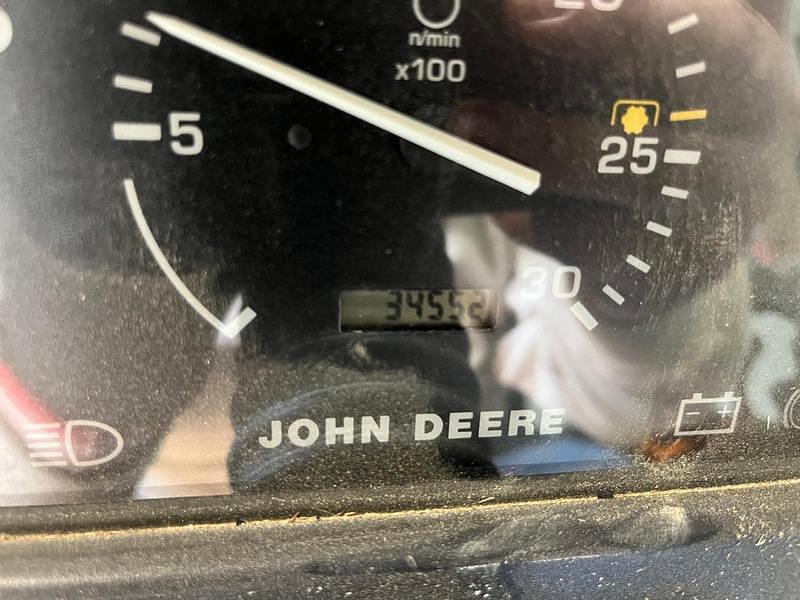 n/min
x100
5
25
30
34552
JOHN DEERE
- +